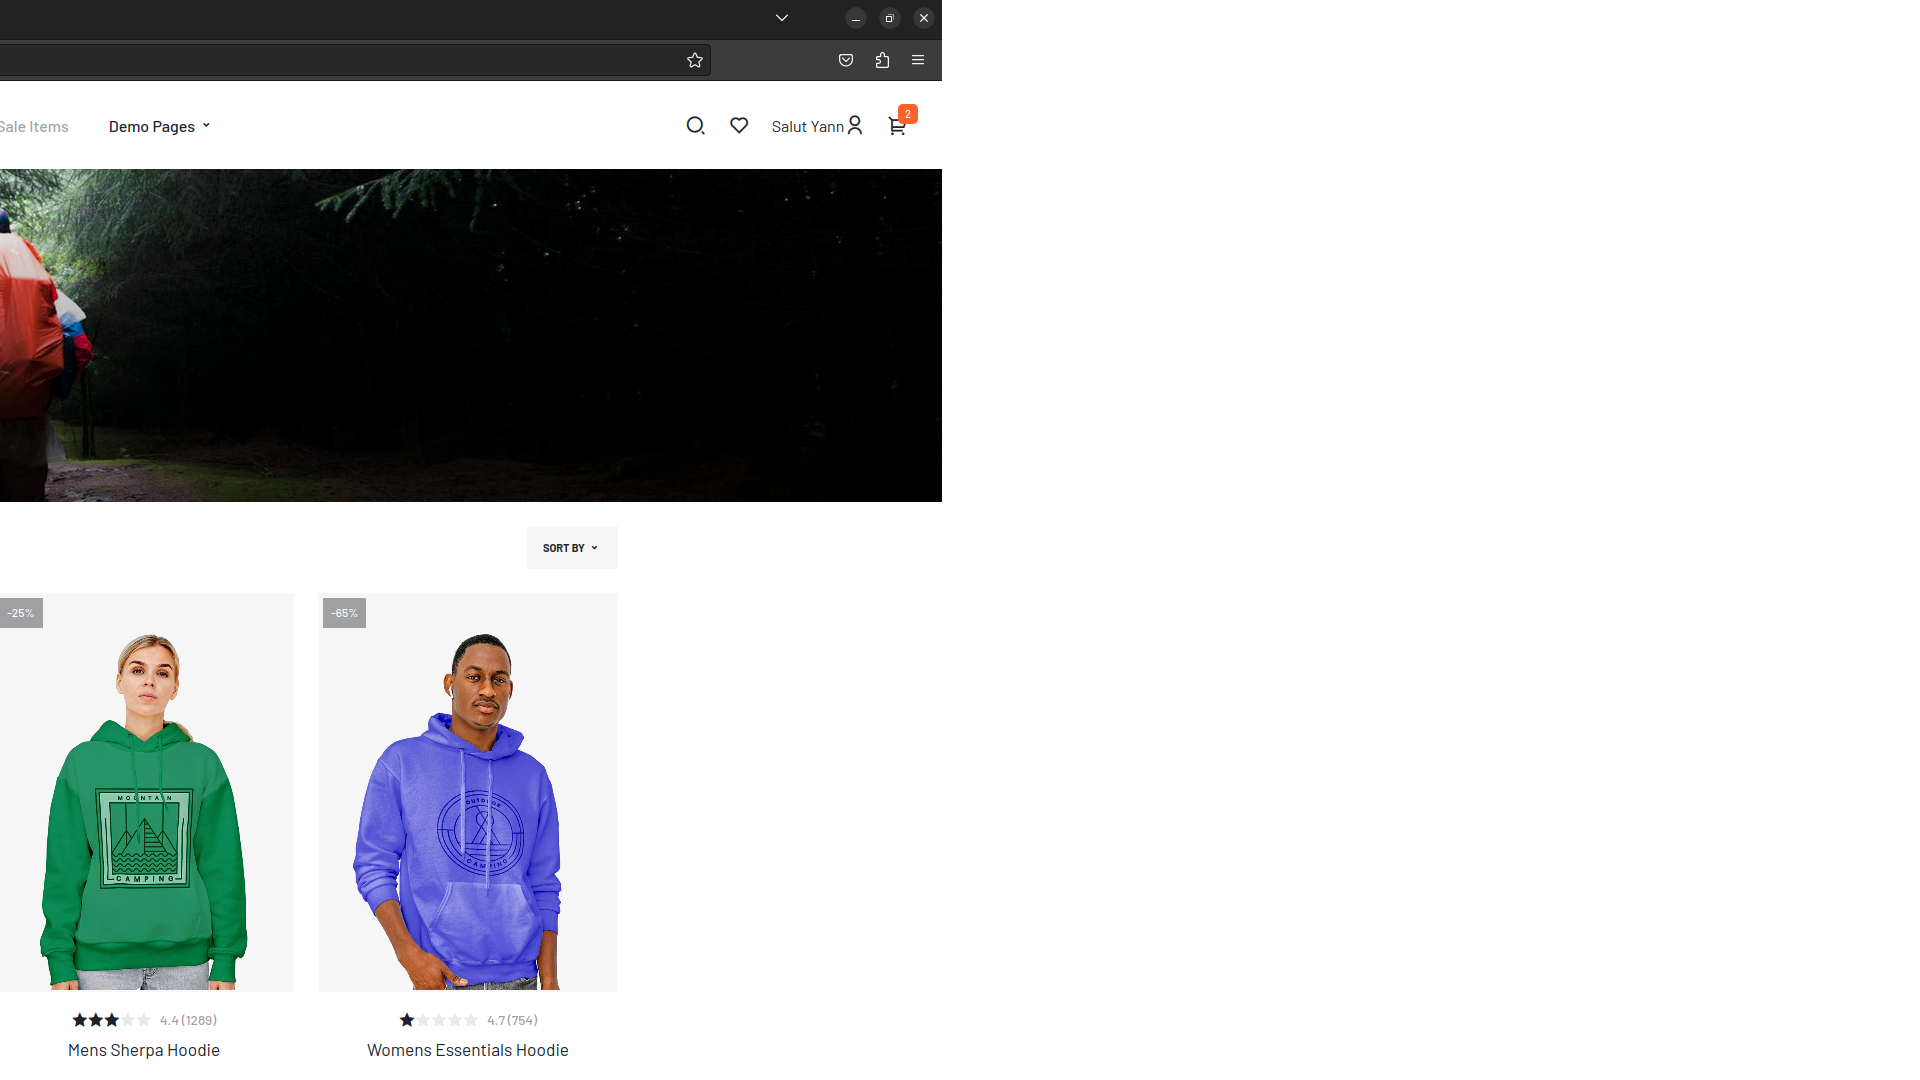 Sale Items
Demo Pages
Salut Yann
2
SORT BY
-25%
-65%
MOUNTAIN
CAMPING
OUTDOOR
CAMPING
4.4 (1289)
4.7 (754)
Mens Sherpa Hoodie
Womens Essentials Hoodie